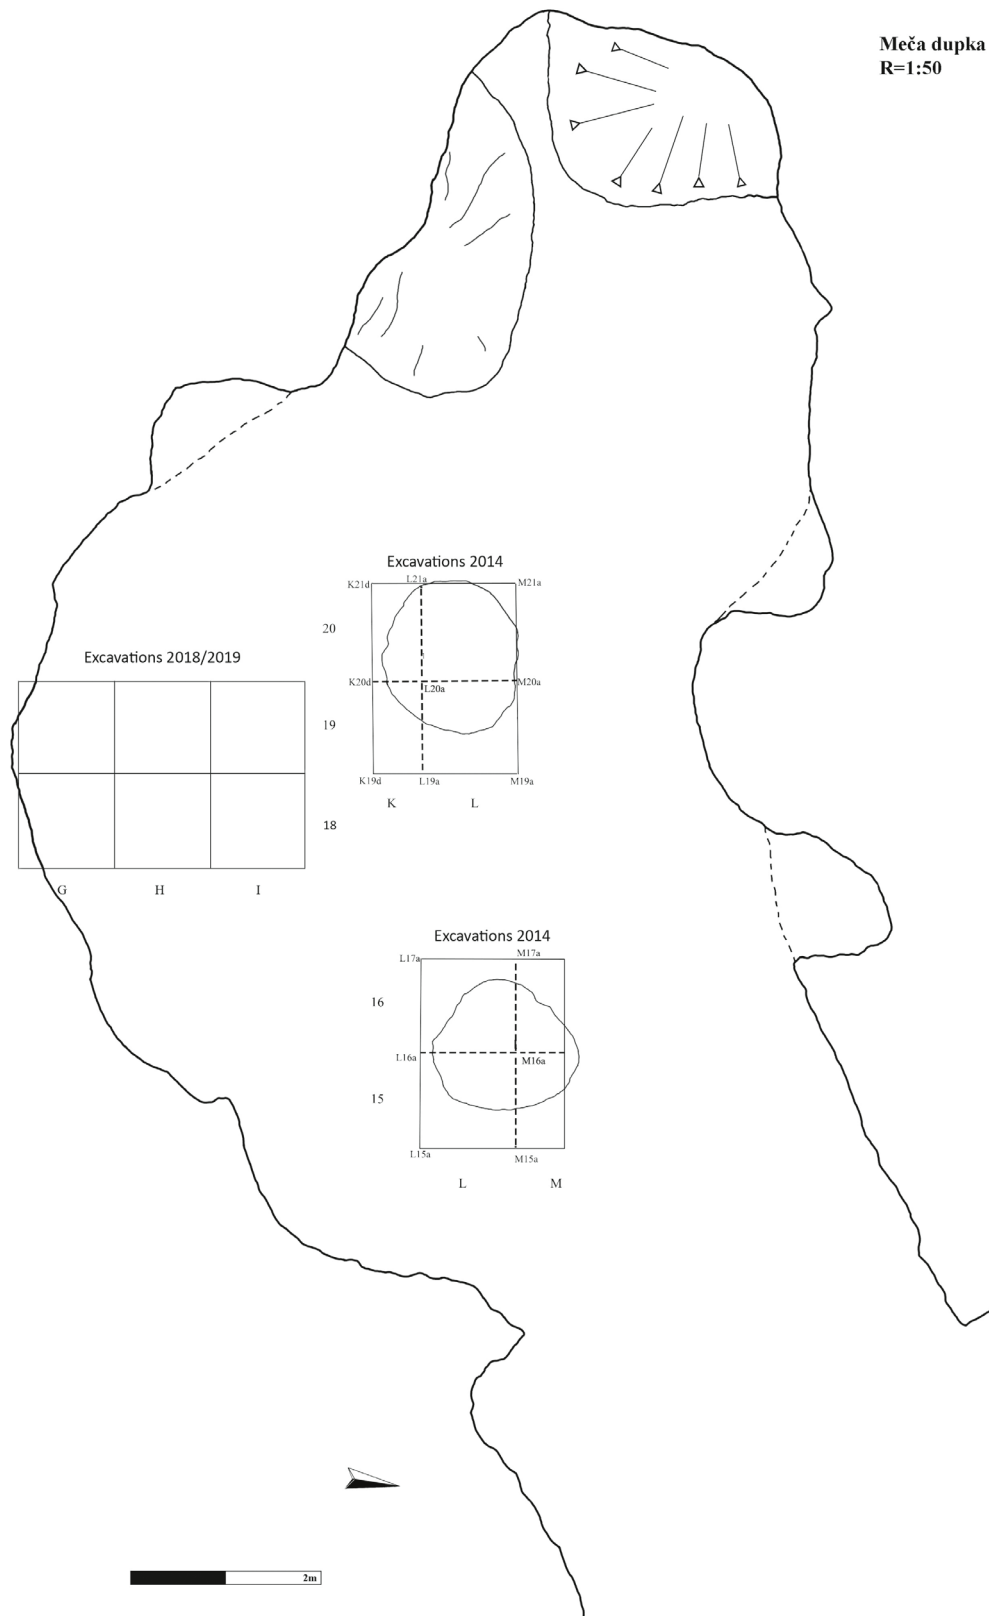 Meča dupka
R=1:50
Excavations 2014
K21d
L21a
M21a
20
K20d
L20a
M20a
19
K19d
L19a
M19a
K
L
Excavations 2018/2019
18
G
H
I
Excavations 2014
L17a
M17a
16
L16a
M16a
15
L15a
M15a
L
M
2m